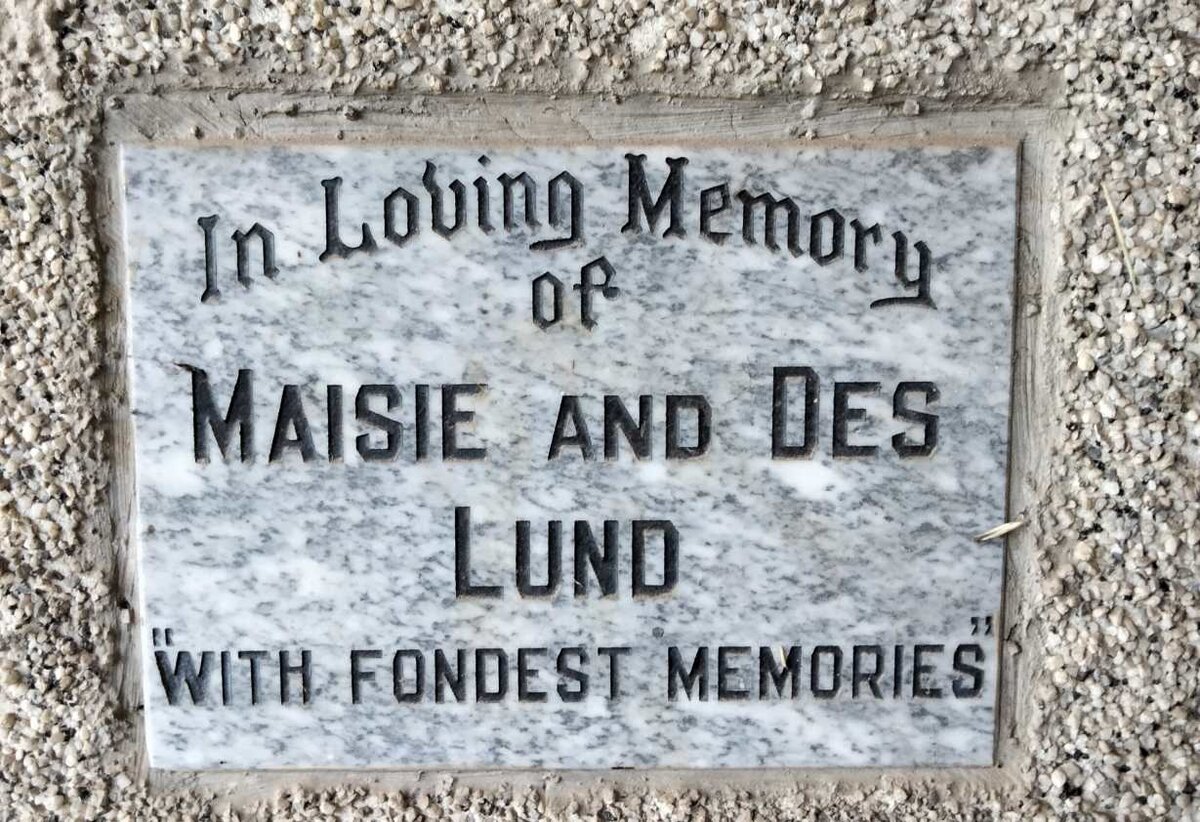 In Loving Memory
of
MAISIE AND DES
LUND
"WITH FONDEST MEMORIES"